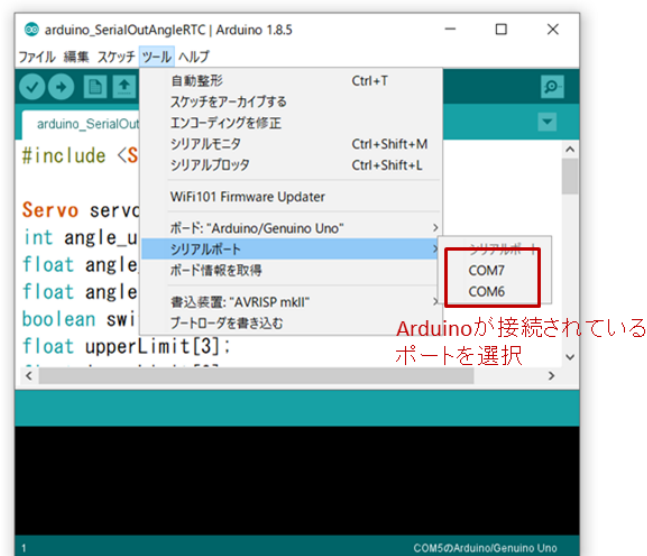 arduino_SerialOutAngleRTC | Arduino 1.8.5
ファイル 編集 スケッチ ツール ヘルプ
自動整形 Ctrl+T
スケッチをアーカイブする
エンコーディングを修正
シリアルモニタ Ctrl+Shift+M
シリアルプロッタ Ctrl+Shift+L
WiFi101 Firmware Updater
ボード: "Arduino/Genuino Uno"
シリアルポート
ボード情報を取得
書込装置: "AVRISP mkII"
ブートローダを書き込む
シリアルポート
COM7
COM6
arduino_SerialOut
#include <S
Servo servo
int angle_u
float angle
float angle
boolean swi
float upperLimit[3];
Arduinoが接続されている
ポートを選択
1
COM5のArduino/Genuino Uno